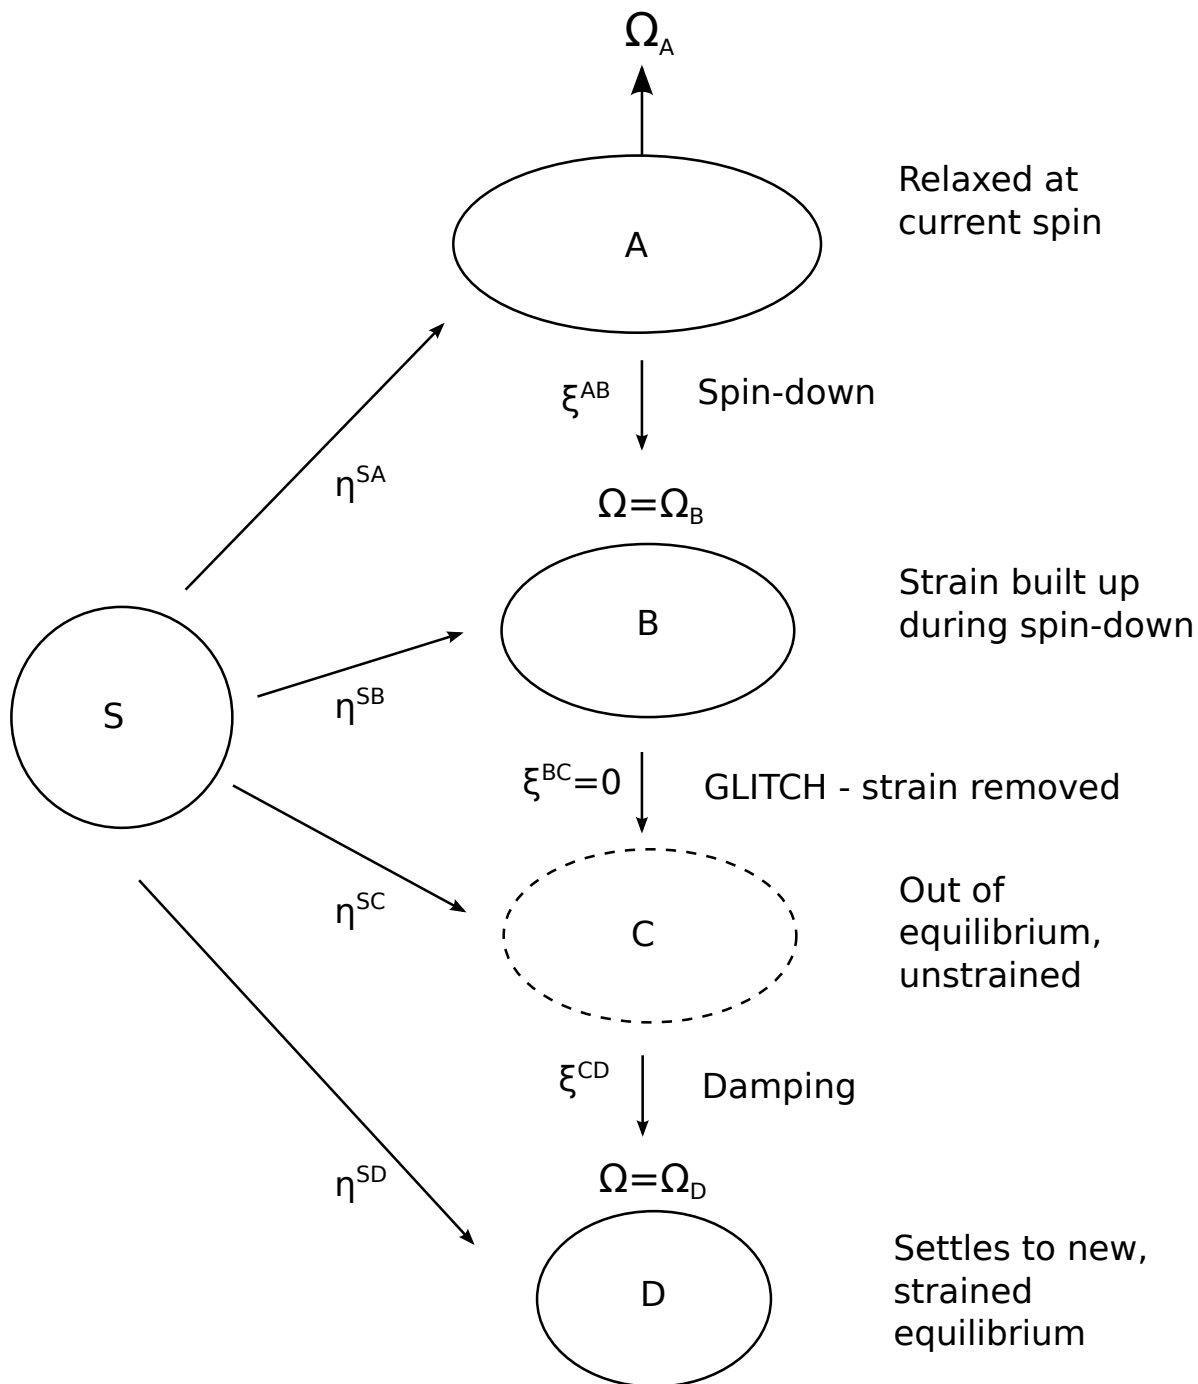 Ω_A
Relaxed at
current spin
A
ξ^AB
Spin-down
η^SA
Ω=Ω_B
Strain built up
during spin-down
B
S
η^SB
ξ^BC=0
GLITCH - strain removed
Out of
equilibrium,
unstrained
η^SC
C
ξ^CD
Damping
η^SD
Ω=Ω_D
Settles to new,
strained
equilibrium
D